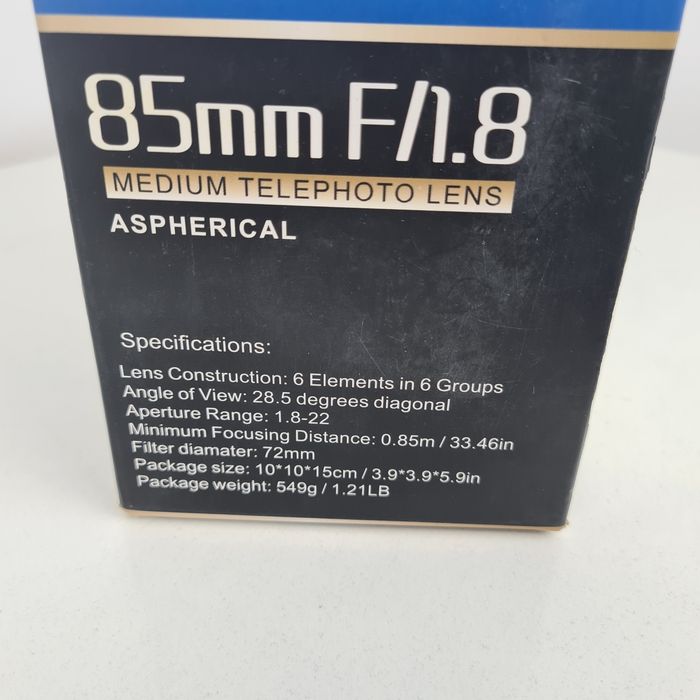 85mm F/1.8
MEDIUM TELEPHOTO LENS
ASPHERICAL
Specifications:
Lens Construction: 6 Elements in 6 Groups
Angle of View: 28.5 degrees diagonal
Aperture Range: 1.8-22
Minimum Focusing Distance: 0.85m / 33.46in
Filter diamater: 72mm
Package size: 10*10*15cm / 3.9*3.9*5.9in
Package weight: 549g / 1.21LB